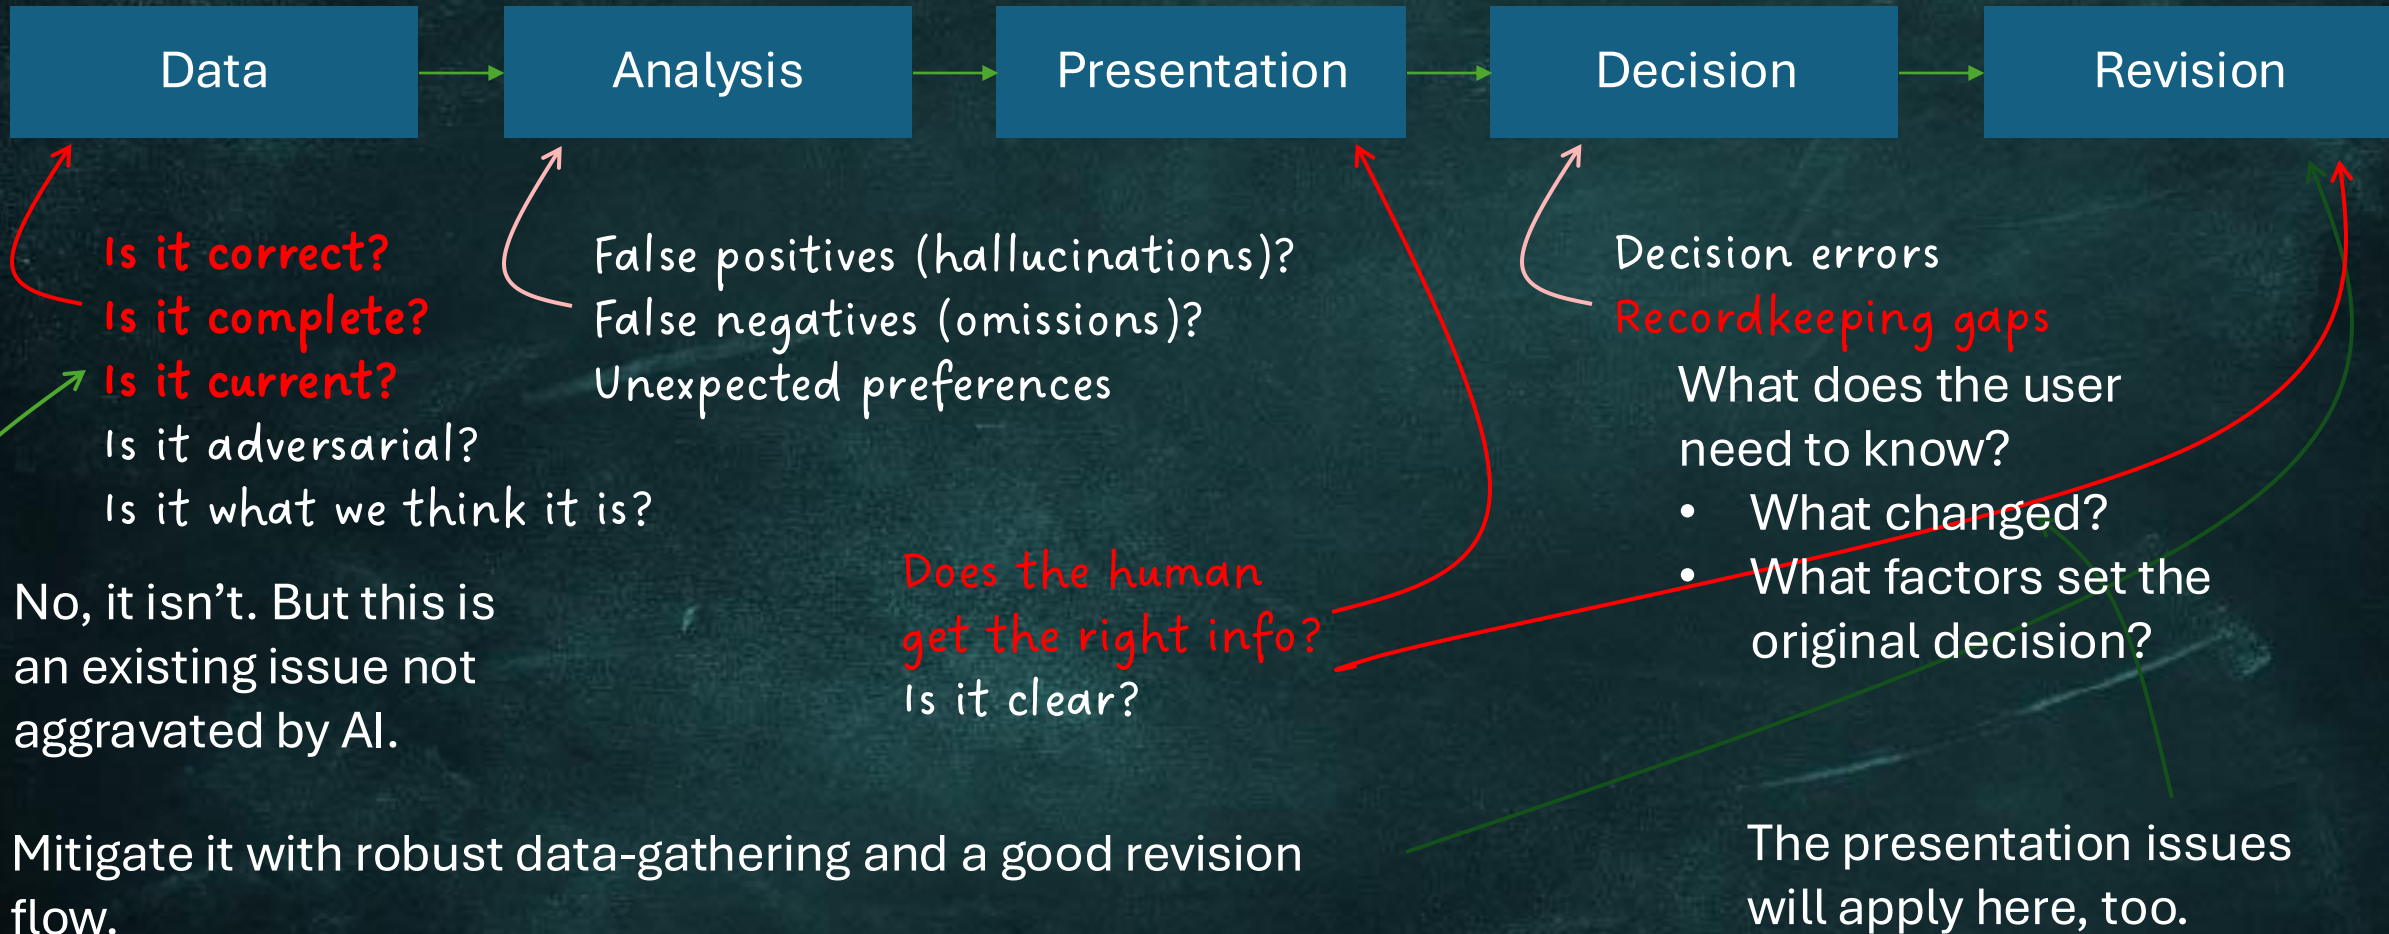 Data
Analysis
Presentation
Decision
Revision
Is it correct?
Is it complete?
Is it current?
Is it adversarial?
Is it what we think it is?
No, it isn’t. But this is
an existing issue not
aggravated by AI.
Mitigate it with robust data-gathering and a good revision
flow.
False positives (hallucinations)?
False negatives (omissions)?
Unexpected preferences
Does the human
get the right info?
Is it clear?
Decision errors
Recordkeeping gaps
What does the user
need to know?
• What changed?
• What factors set the
original decision?
The presentation issues
will apply here, too.